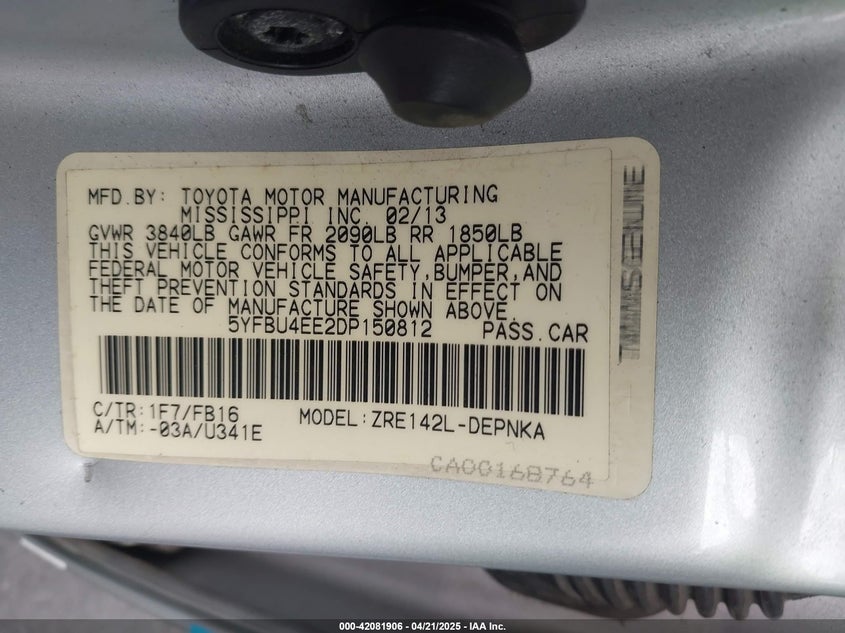 MFD.BY: TOYOTA MOTOR MANUFACTURING
MISSISSIPPI INC. 02/13
GVWR 3840LB GAWR FR 2090LB RR 1850LB
THIS VEHICLE CONFORMS TO ALL APPLICABLE
FEDERAL MOTOR VEHICLE SAFETY,BUMPER,AND
THEFT PREVENTION STANDARDS IN EFFECT ON
THE DATE OF MANUFACTURE SHOWN ABOVE.
5YFBU4EE2DP150812 PASS.CAR
C/TR:1F7/FB16 MODEL:ZRE142L-DEPNKA
A/TM:-03A/U341E
CA00168764
000-42081906 - 04/21/2025 - IAA Inc.